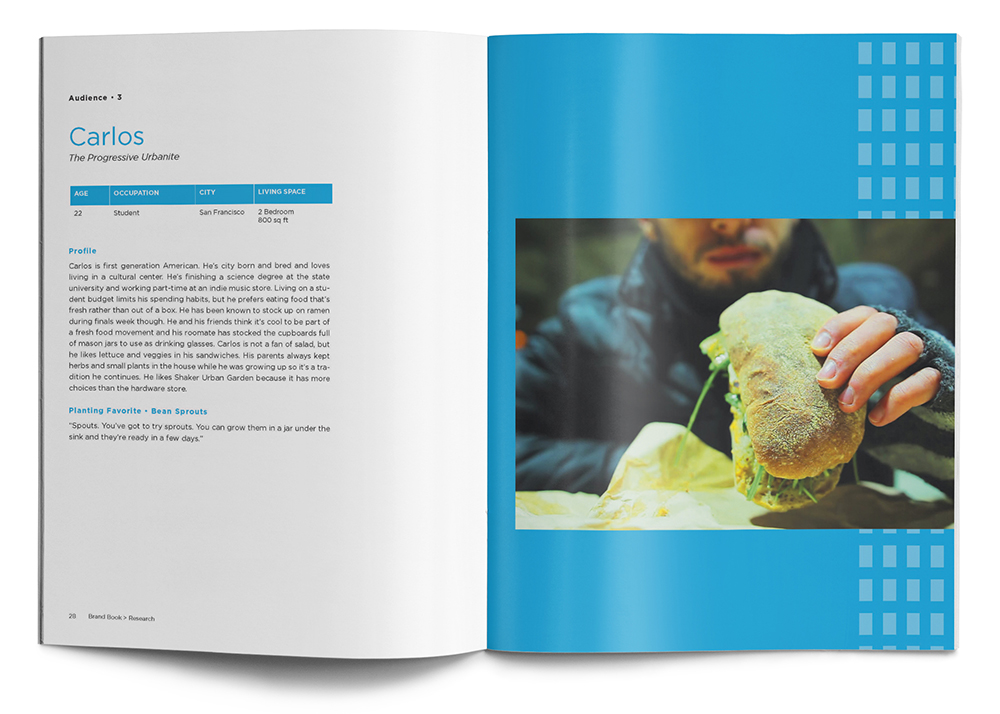 Audience • 3
Carlos
The Progressive Urbanite
AGE OCCUPATION CITY LIVING SPACE
22 Student San Francisco 2 Bedroom
800 sq ft
Profile
Carlos is first generation American. He's city born and bred and loves
living in a cultural center. He's finishing a science degree at the state
university and working part-time at an indie music store. Living on a stu-
dent budget limits his spending habits, but he prefers eating food that's
fresh rather than out of a box. He has been known to stock up on ramen
during finals week though. He and his friends think it's cool to be part of
a fresh food movement and his roomate has stocked the cupboards full
of mason jars to use as drinking glasses. Carlos is not a fan of salad, but
he likes lettuce and veggies in his sandwiches. His parents always kept
herbs and small plants in the house while he was growing up so it's a tra-
dition he continues. He likes Shaker Urban Garden because it has more
choices than the hardware store.
Planting Favorite • Bean Sprouts
"Spouts. You've got to try sprouts. You can grow them in a jar under the
sink and they're ready in a few days."
28 Brand Book > Research